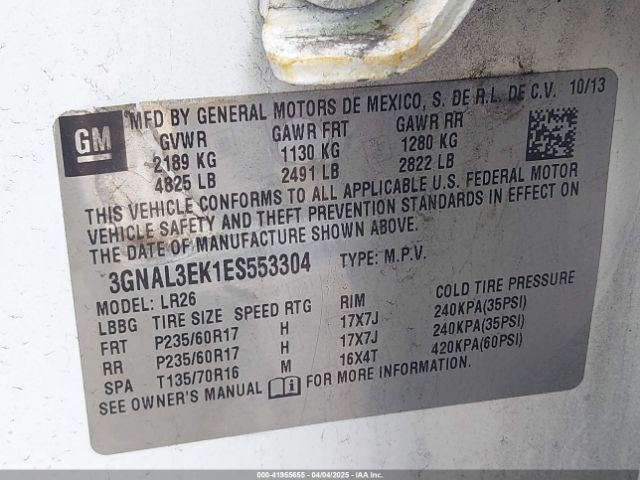 GM
MFD BY GENERAL MOTORS DE MEXICO, S. DE R.L. DE C.V. 10/13
GVWR GAWR FRT GAWR RR
2189 KG 1130 KG 1280 KG
4825 LB 2491 LB 2822 LB
THIS VEHICLE CONFORMS TO ALL APPLICABLE U.S. FEDERAL MOTOR
VEHICLE SAFETY AND THEFT PREVENTION STANDARDS IN EFFECT ON
THE DATE OF MANUFACTURE SHOWN ABOVE.
3GNAL3EK1ES553304 TYPE: M.P.V.
MODEL: LR26
LBBG TIRE SIZE SPEED RTG RIM COLD TIRE PRESSURE
FRT P235/60R17 H 17X7J 240KPA(35PSI)
RR P235/60R17 H 17X7J 240KPA(35PSI)
SPA T135/70R16 M 16X4T 420KPA(60PSI)
SEE OWNER'S MANUAL FOR MORE INFORMATION.
000-41955655 - 04/04/2025 - IAAI.COM